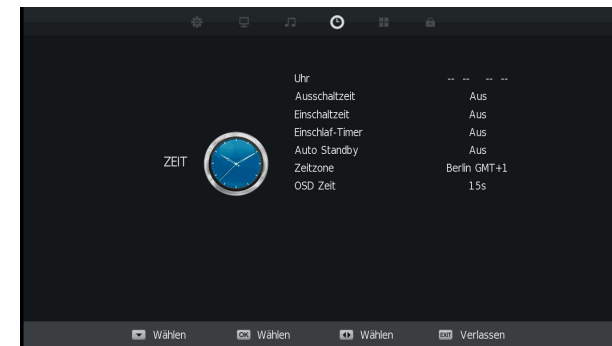 Uhr -- -- -- --
Ausschaltzeit Aus
Einschaltzeit Aus
Einschlaf-Timer Aus
Auto Standby Aus
ZEIT
Zeitzone Berlin GMT+1
OSD Zeit 15s
Wählen OK Wählen Wählen EXIT Verlassen